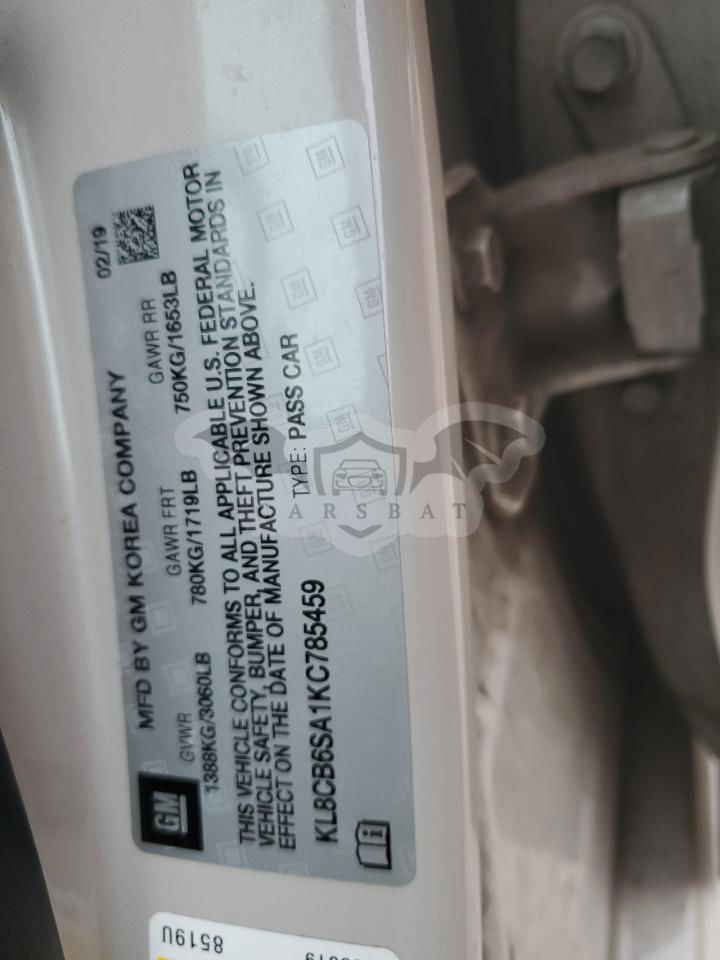 MFD BY GM KOREA COMPANY
02/19
GVWR
GAWR FRT
GAWR RR
1388KG/3060LB
780KG/1719LB
750KG/1653LB
THIS VEHICLE CONFORMS TO ALL APPLICABLE U.S. FEDERAL MOTOR
VEHICLE SAFETY, BUMPER, AND THEFT PREVENTION STANDARDS IN
EFFECT ON THE DATE OF MANUFACTURE SHOWN ABOVE.
KL8CB6SA1KC785459
TYPE: PASS CAR
GM
ARSBAT
8519U